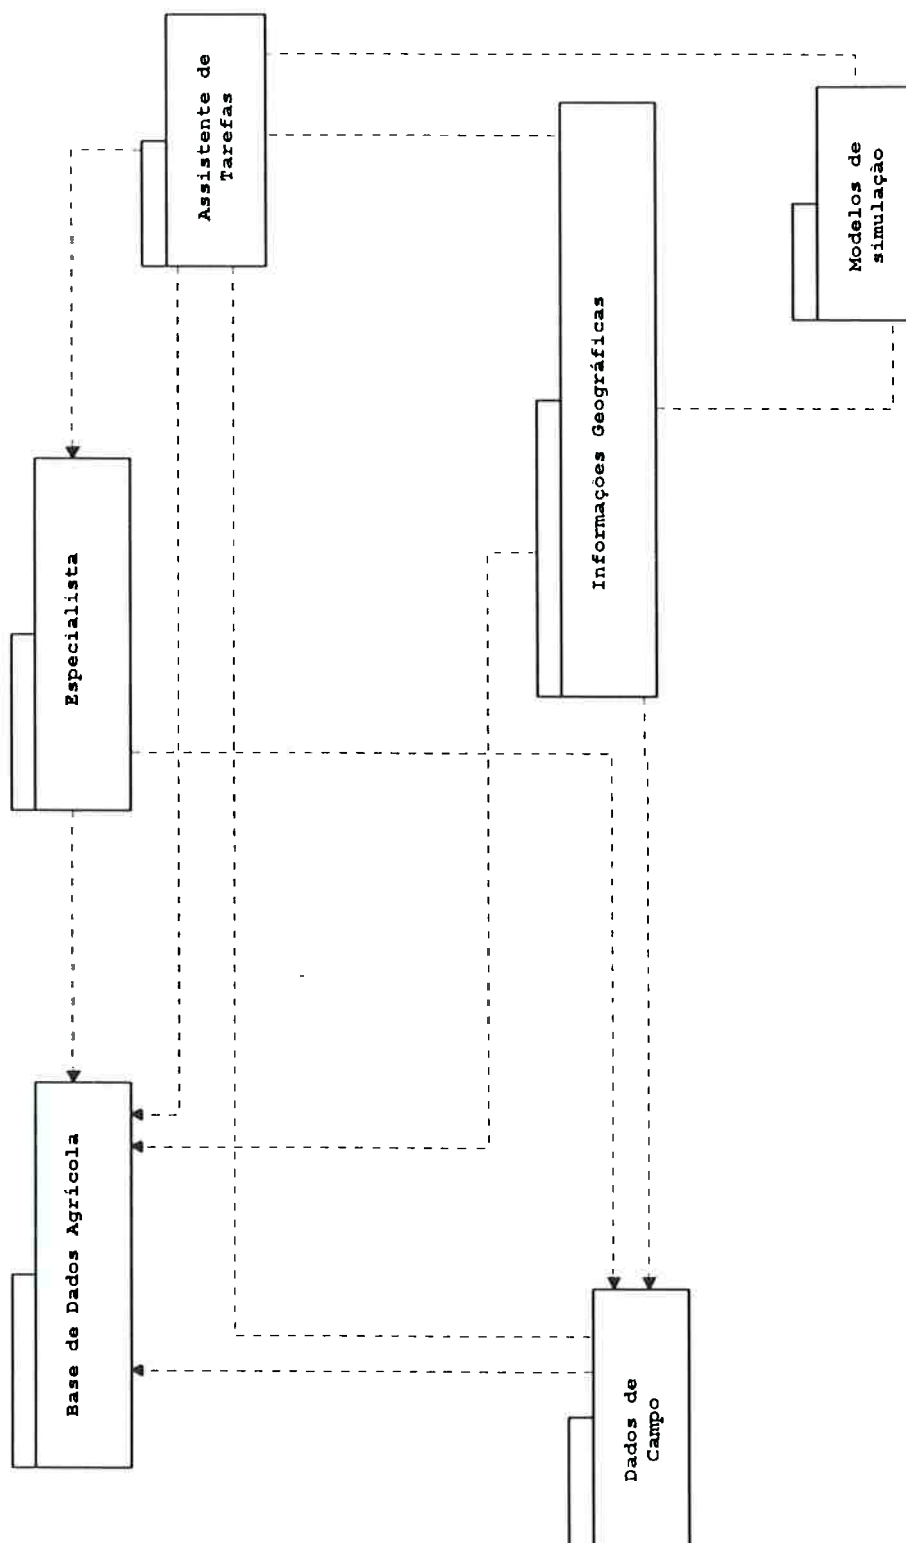 Assistente de
Tarefas
Modelos de
simulação
Informações Geográficas
Especialista
Base de Dados Agrícola
Dados de
Campo